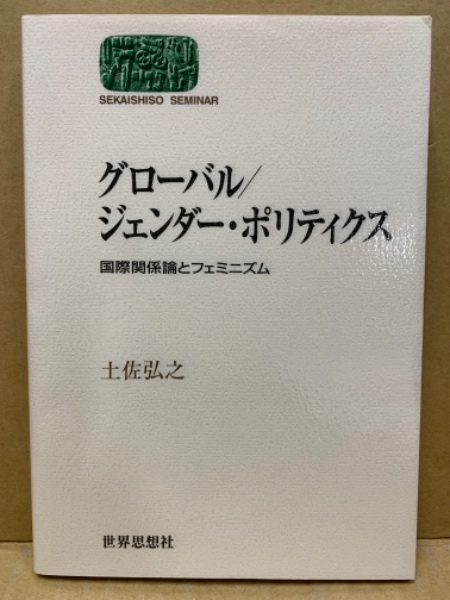 SEKAISHISO SEMINAR
グローバル/
ジェンダー・ポリティクス
国際関係論とフェミニズム
土佐弘之
世界思想社